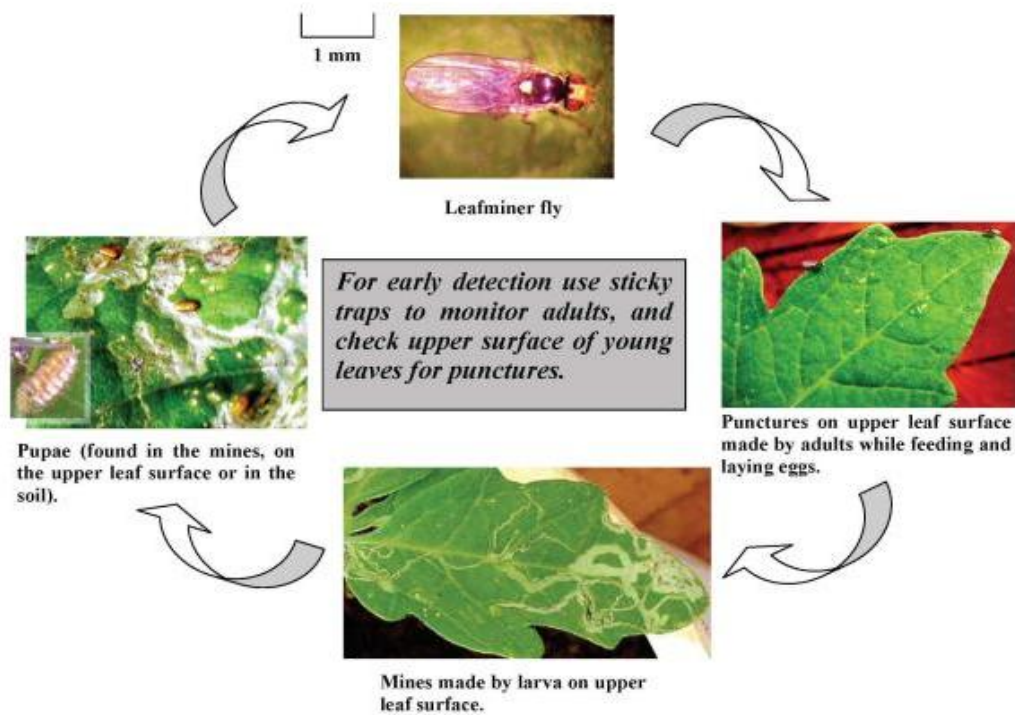 1 mm
Leafminer fly
For early detection use sticky
traps to monitor adults, and
check upper surface of young
leaves for punctures.
Punctures on upper leaf surface
made by adults while feeding and
laying eggs.
Pupae (found in the mines, on
the upper leaf surface or in the
soil).
Mines made by larva on upper
leaf surface.